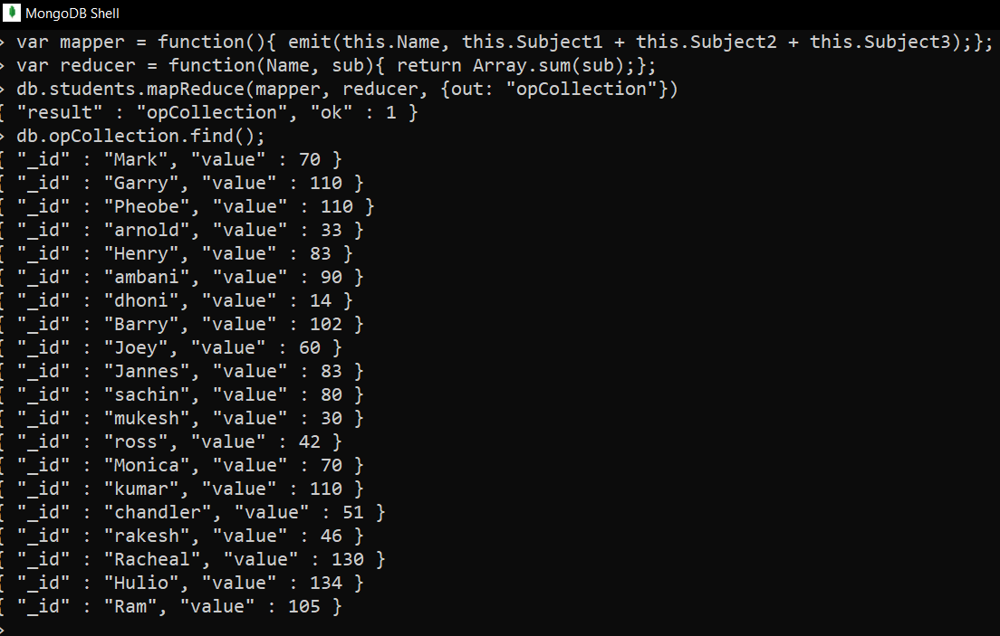 MongoDB Shell
> var mapper = function(){ emit(this.Name, this.Subject1 + this.Subject2 + this.Subject3);};
> var reducer = function(Name, sub){ return Array.sum(sub);};
> db.students.mapReduce(mapper, reducer, {out: "opCollection"})
{ "result" : "opCollection", "ok" : 1 }
> db.opCollection.find();
{ "_id" : "Mark", "value" : 70 }
{ "_id" : "Garry", "value" : 110 }
{ "_id" : "Pheobe", "value" : 110 }
{ "_id" : "arnold", "value" : 33 }
{ "_id" : "Henry", "value" : 83 }
{ "_id" : "ambani", "value" : 90 }
{ "_id" : "dhoni", "value" : 14 }
{ "_id" : "Barry", "value" : 102 }
{ "_id" : "Joey", "value" : 60 }
{ "_id" : "Jannes", "value" : 83 }
{ "_id" : "sachin", "value" : 80 }
{ "_id" : "mukesh", "value" : 30 }
{ "_id" : "ross", "value" : 42 }
{ "_id" : "Monica", "value" : 70 }
{ "_id" : "kumar", "value" : 110 }
{ "_id" : "chandler", "value" : 51 }
{ "_id" : "rakesh", "value" : 46 }
{ "_id" : "Racheal", "value" : 130 }
{ "_id" : "Hulio", "value" : 134 }
{ "_id" : "Ram", "value" : 105 }
>